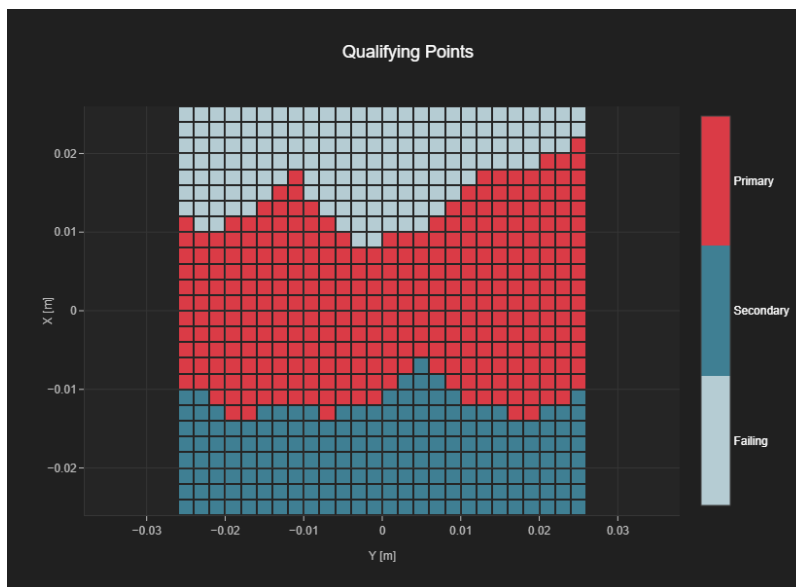 Qualifying Points
0.02
0.01
0
−0.01
−0.02
X [m]
−0.03
−0.02
−0.01
0
0.01
0.02
0.03
Y [m]
Primary
Secondary
Failing